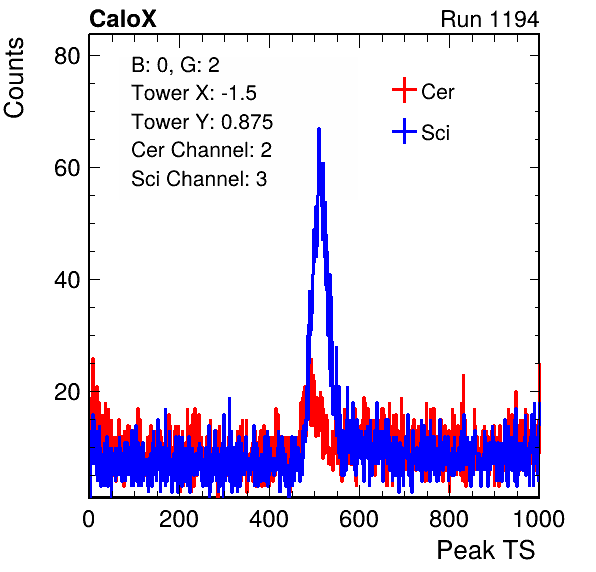 CaloX Run 1194
Counts
80
60
40
20
B: 0, G: 2
Tower X: -1.5
Tower Y: 0.875
Cer Channel: 2
Sci Channel: 3
Cer
Sci
0 200 400 600 800 1000
Peak TS